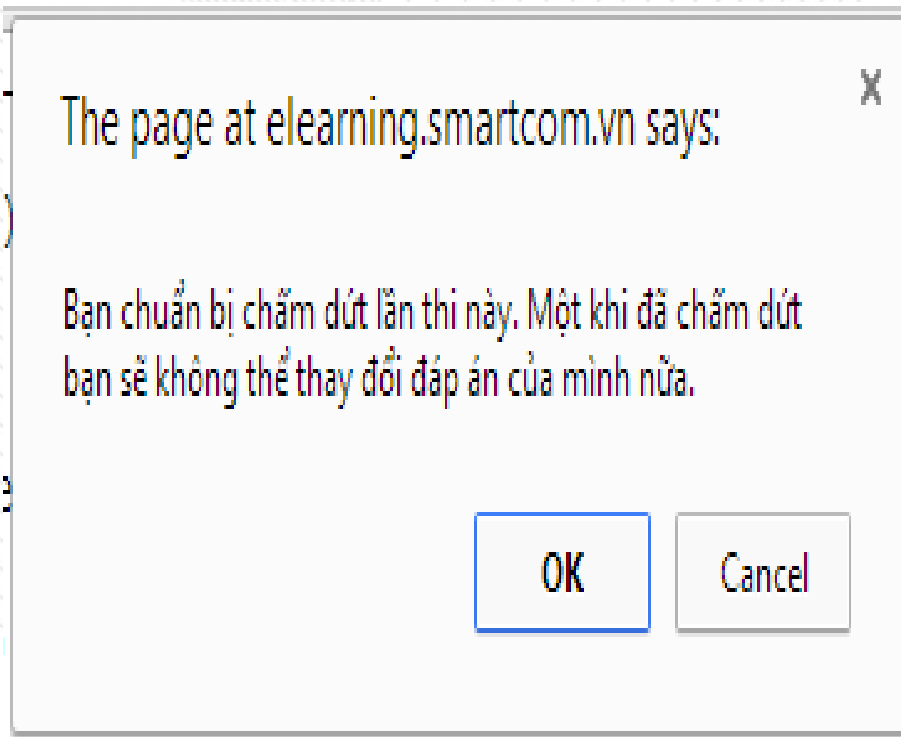 The page at elearning.smartcom.vn says:
Bạn chuẩn bị chấm dứt lần thi này. Một khi đã chấm dứt
bạn sẽ không thể thay đổi đáp án của mình nữa.
OK
Cancel